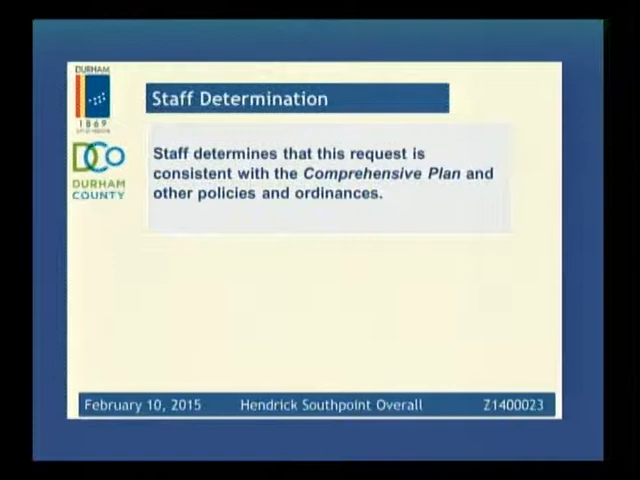 DURHAM
1869
DCO
DURHAM
COUNTY
Staff Determination
Staff determines that this request is
consistent with the Comprehensive Plan and
other policies and ordinances.
February 10, 2015 Hendrick Southpoint Overall Z1400023